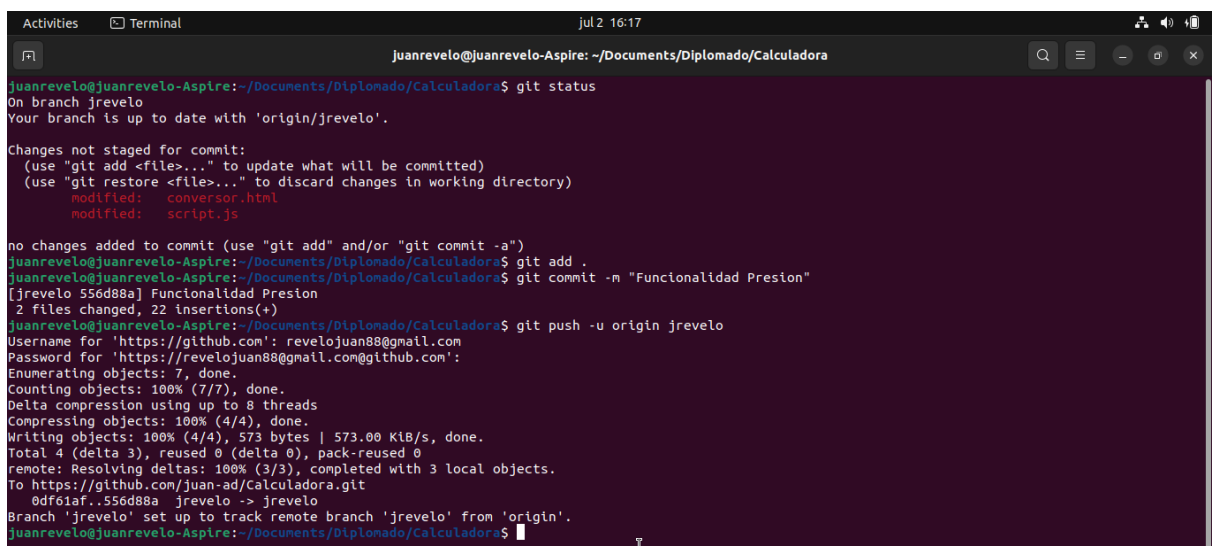 Activities Terminal jul 2 16:17
juanrevelo@juanrevelo-Aspire: ~/Documents/Diplomado/Calculadora
juanrevelo@juanrevelo-Aspire:~/Documents/Diplomado/Calculadora$ git status
On branch jrevelo
Your branch is up to date with 'origin/jrevelo'.
Changes not staged for commit:
  (use "git add <file>..." to update what will be committed)
  (use "git restore <file>..." to discard changes in working directory)
        modified:   conversor.html
        modified:   script.js
no changes added to commit (use "git add" and/or "git commit -a")
juanrevelo@juanrevelo-Aspire:~/Documents/Diplomado/Calculadora$ git add .
juanrevelo@juanrevelo-Aspire:~/Documents/Diplomado/Calculadora$ git commit -m "Funcionalidad Presion"
[jrevelo 556d88a] Funcionalidad Presion
 2 files changed, 22 insertions(+)
juanrevelo@juanrevelo-Aspire:~/Documents/Diplomado/Calculadora$ git push -u origin jrevelo
Username for 'https://github.com': revelojuan88@gmail.com
Password for 'https://revelojuan88@gmail.com@github.com':
Enumerating objects: 7, done.
Counting objects: 100% (7/7), done.
Delta compression using up to 8 threads
Compressing objects: 100% (4/4), done.
Writing objects: 100% (4/4), 573 bytes | 573.00 KiB/s, done.
Total 4 (delta 3), reused 0 (delta 0), pack-reused 0
remote: Resolving deltas: 100% (3/3), completed with 3 local objects.
To https://github.com/juan-ad/Calculadora.git
   0df61af..556d88a  jrevelo -> jrevelo
Branch 'jrevelo' set up to track remote branch 'jrevelo' from 'origin'.
juanrevelo@juanrevelo-Aspire:~/Documents/Diplomado/Calculadora$